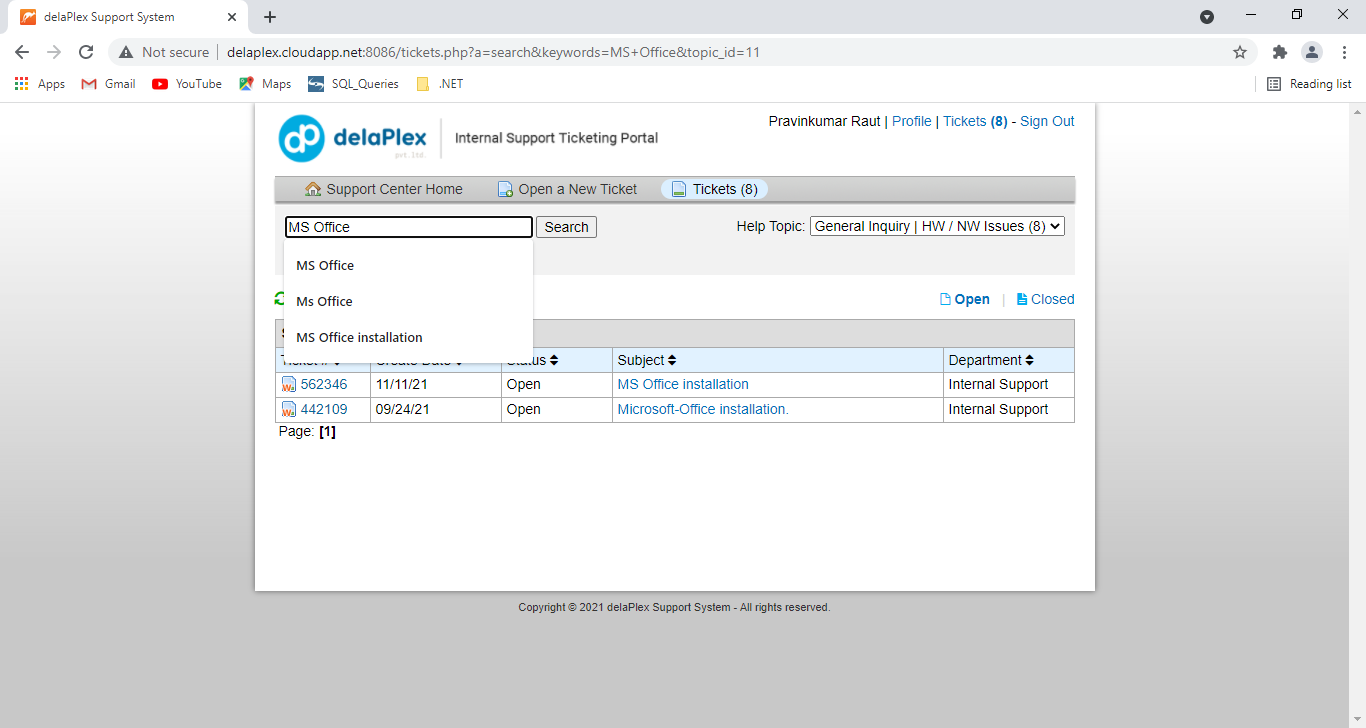 delaPlex Support System
Not secure delaplex.cloudapp.net:8086/tickets.php?a=search&keywords=MS+Office&topic_id=11
Apps Gmail YouTube Maps SQL_Queries .NET Reading list
Pravinkumar Raut | Profile | Tickets (8) - Sign Out
dp delaPlex Internal Support Ticketing Portal
pvt.ltd.
Support Center Home Open a New Ticket Tickets (8)
MS Office Search Help Topic: General Inquiry | HW / NW Issues (8)
MS Office
Ms Office
Open | Closed
MS Office installation
Subject Department
562346 11/11/21 Open MS Office installation Internal Support
442109 09/24/21 Open Microsoft-Office installation. Internal Support
Page: [1]
Copyright © 2021 delaPlex Support System - All rights reserved.